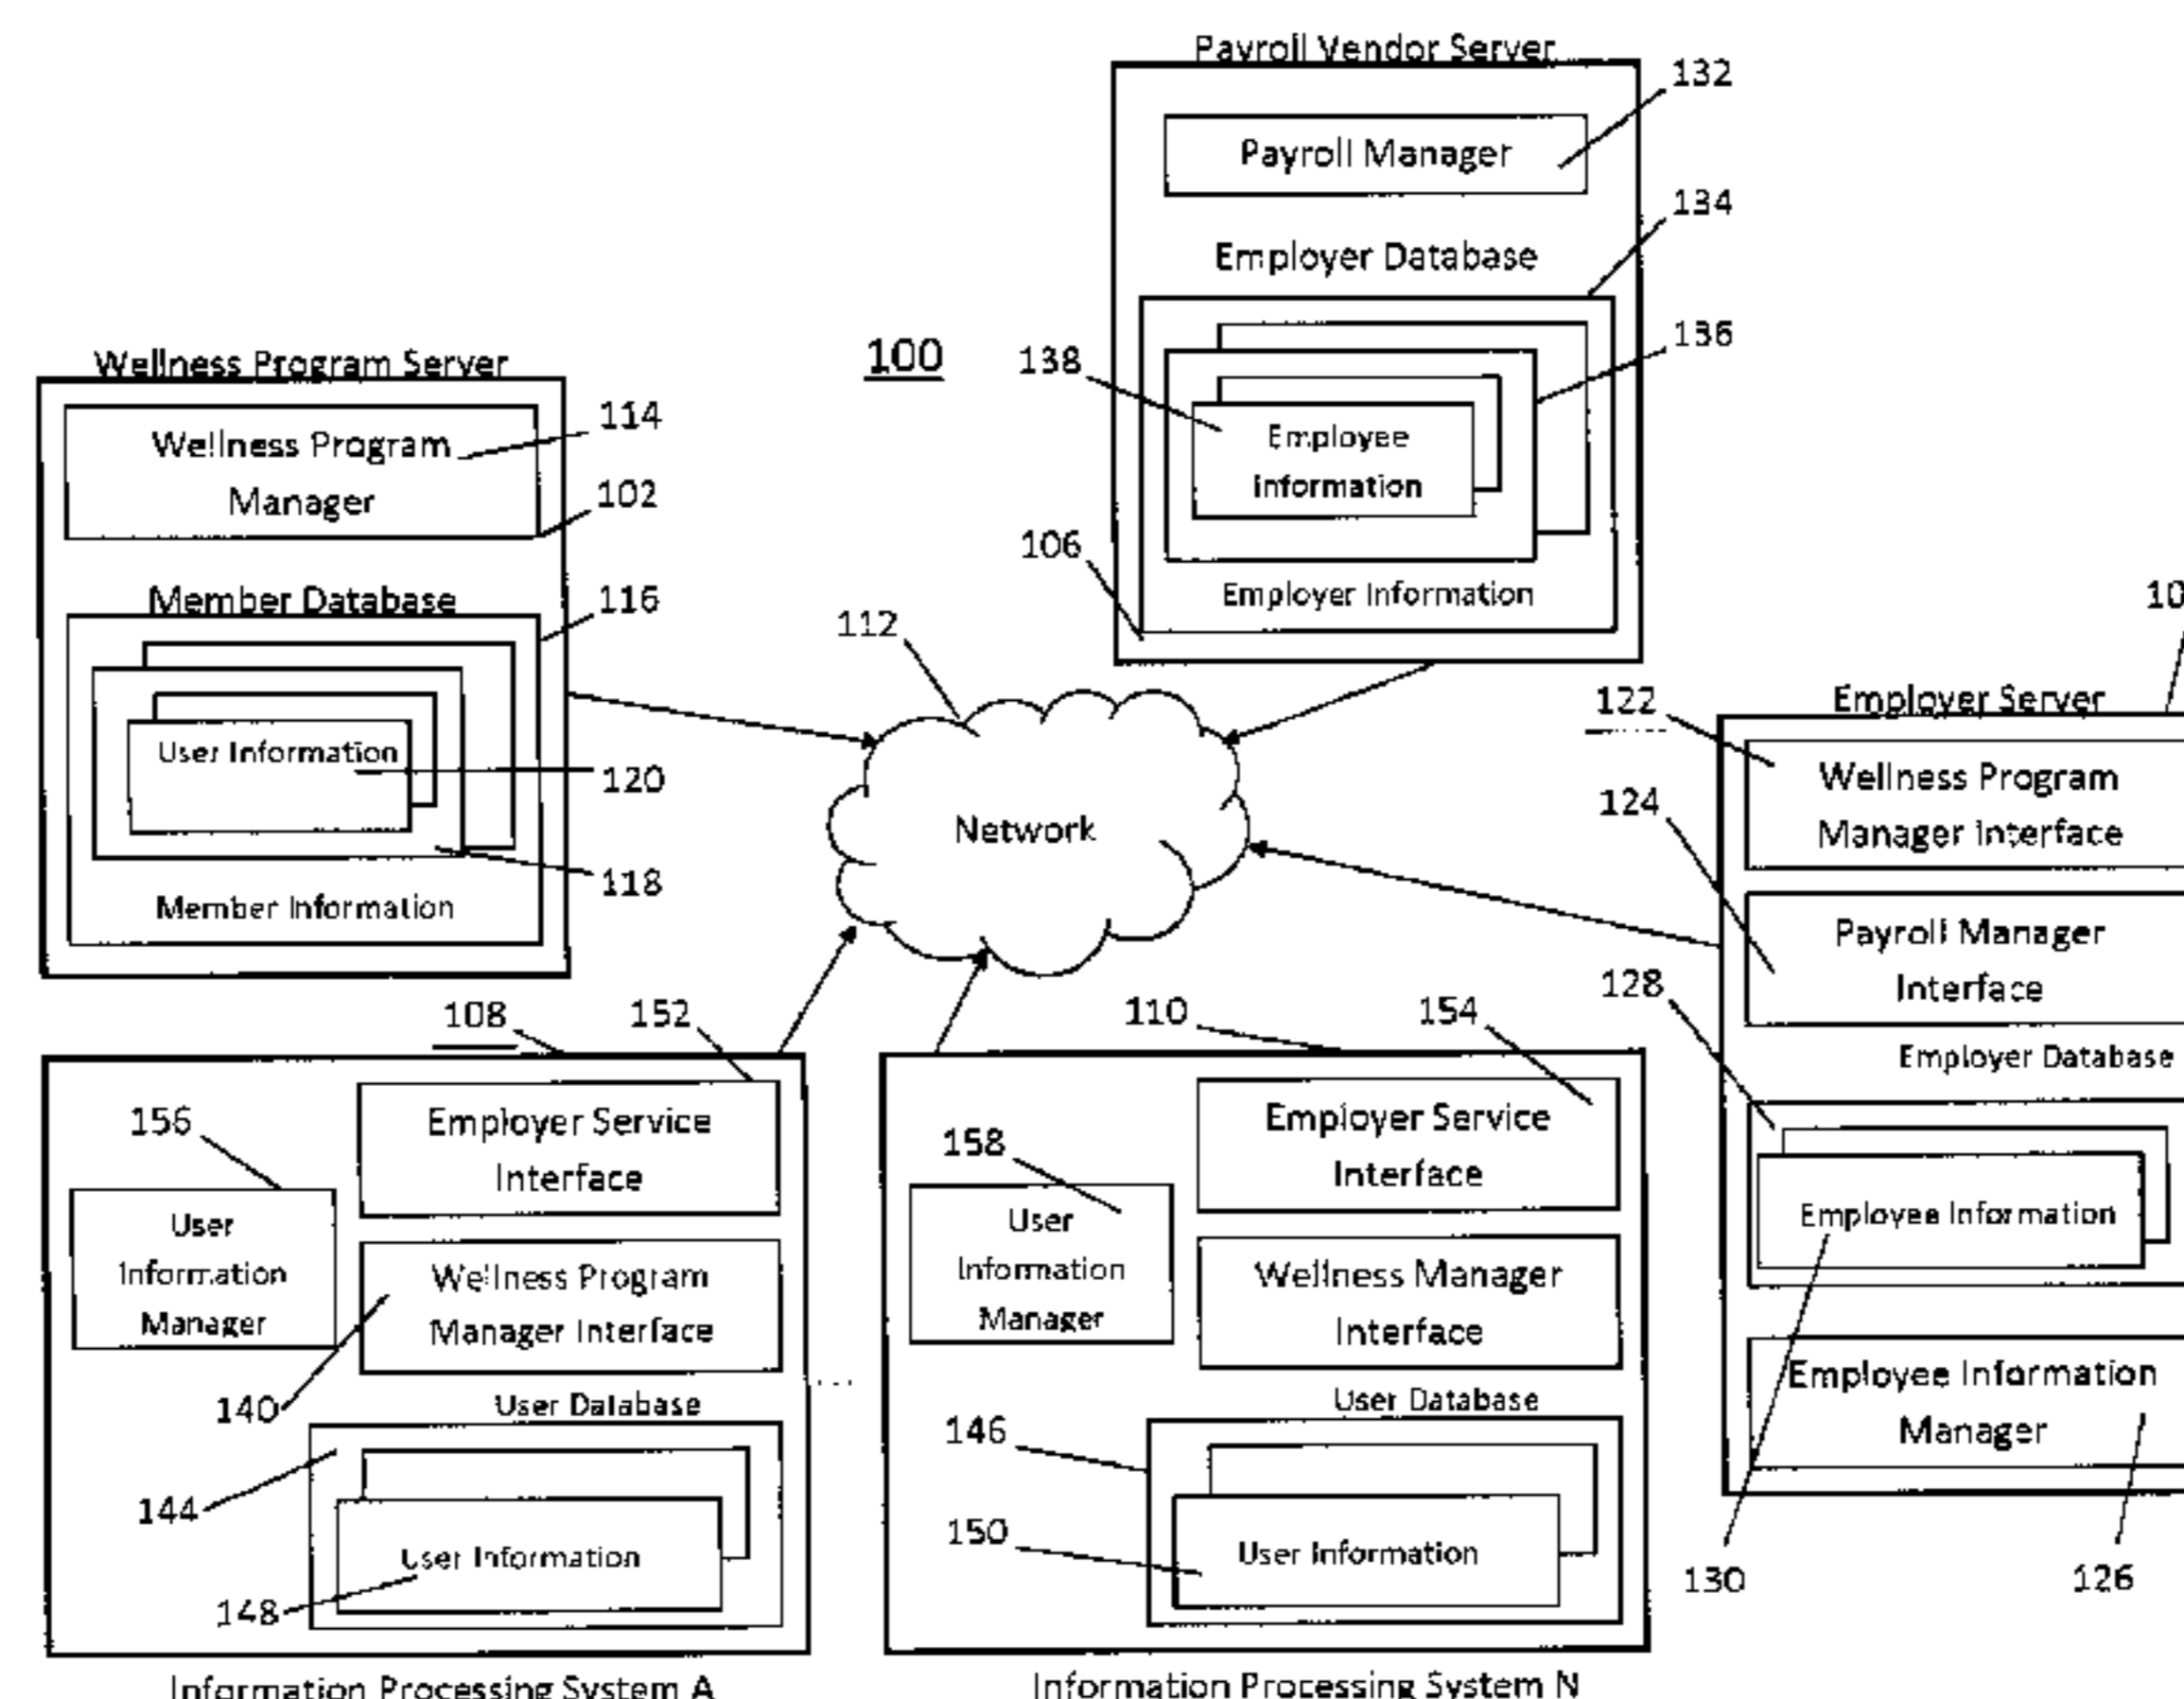 Payroll Vendor Server
132
Payroll Manager
134
Employer Database
136
138
Employee
Information
106
Employer Information
100
Wellness Program Server
114
Wellness Program
Manager
102
Member Database
116
User Information
120
118
Member Information
112
Network
Employer Server
122
Wellness Program
Manager Interface
124
Payroll Manager
Interface
128
Employer Database
Employee Information
Employee Information
Manager
130
126
108
152
156
Employer Service
Interface
User
Information
Manager
Wellness Program
Manager Interface
140
User Database
144
User Information
148
Information Processing System A
110
154
158
Employer Service
Interface
User
Information
Manager
Wellness Manager
Interface
User Database
146
150
User Information
Information Processing System N